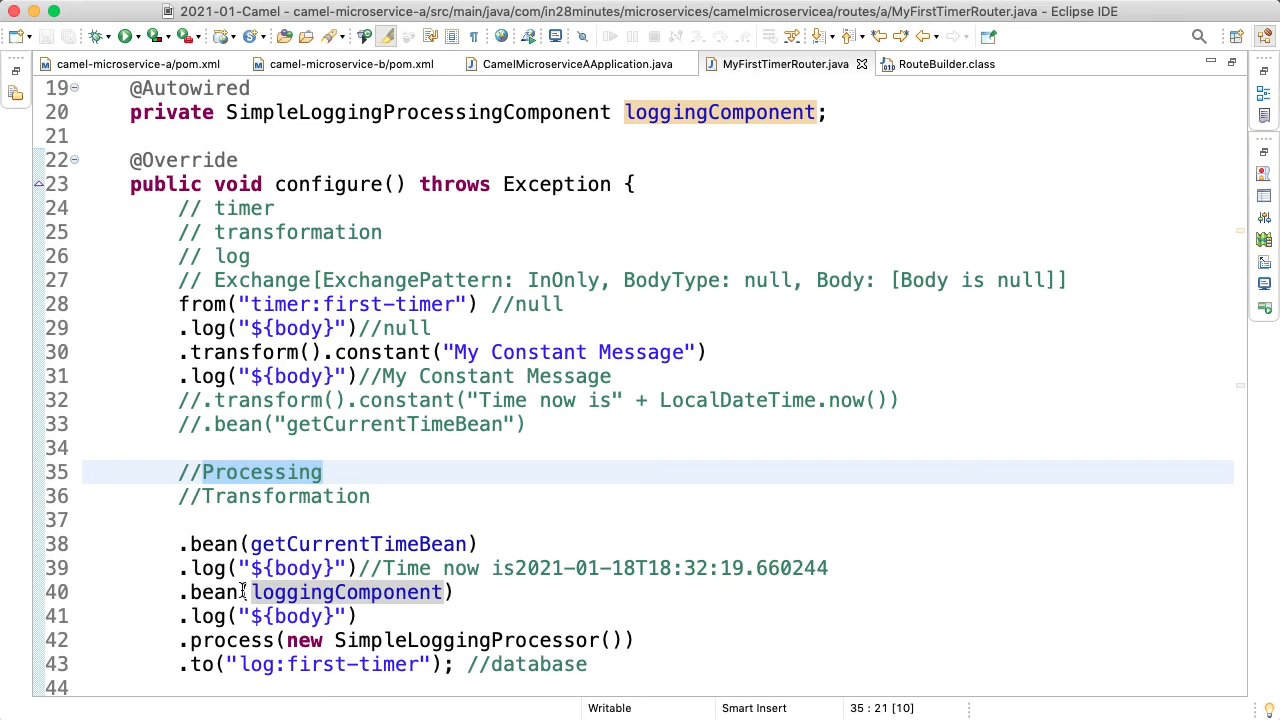 2021-01-Camel - camel-microservice-a/src/main/java/com/in28minutes/microservices/camelmicroservicea/routes/a/MyFirstTimerRouter.java - Eclipse IDE
camel-microservice-a/pom.xml camel-microservice-b/pom.xml CamelMicroserviceAApplication.java MyFirstTimerRouter.java RouteBuilder.class
19 @Autowired
20 private SimpleLoggingProcessingComponent loggingComponent;
21
22 @Override
23 public void configure() throws Exception {
24 // timer
25 // transformation
26 // log
27 // Exchange[ExchangePattern: InOnly, BodyType: null, Body: [Body is null]]
28 from("timer:first-timer") //null
29 .log("${body}")//null
30 .transform().constant("My Constant Message")
31 .log("${body}")//My Constant Message
32 //.transform().constant("Time now is" + LocalDateTime.now())
33 //.bean("getCurrentTimeBean")
34
35 //Processing
36 //Transformation
37
38 .bean(getCurrentTimeBean)
39 .log("${body}")//Time now is2021-01-18T18:32:19.660244
40 .bean(loggingComponent)
41 .log("${body}")
42 .process(new SimpleLoggingProcessor())
43 .to("log:first-timer"); //database
44
Writable Smart Insert 35 : 21 [10]